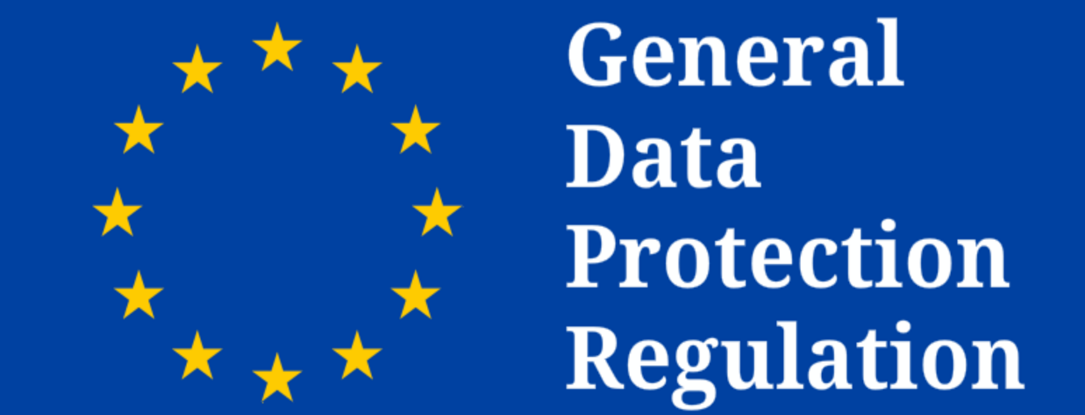 General
Data
Protection
Regulation